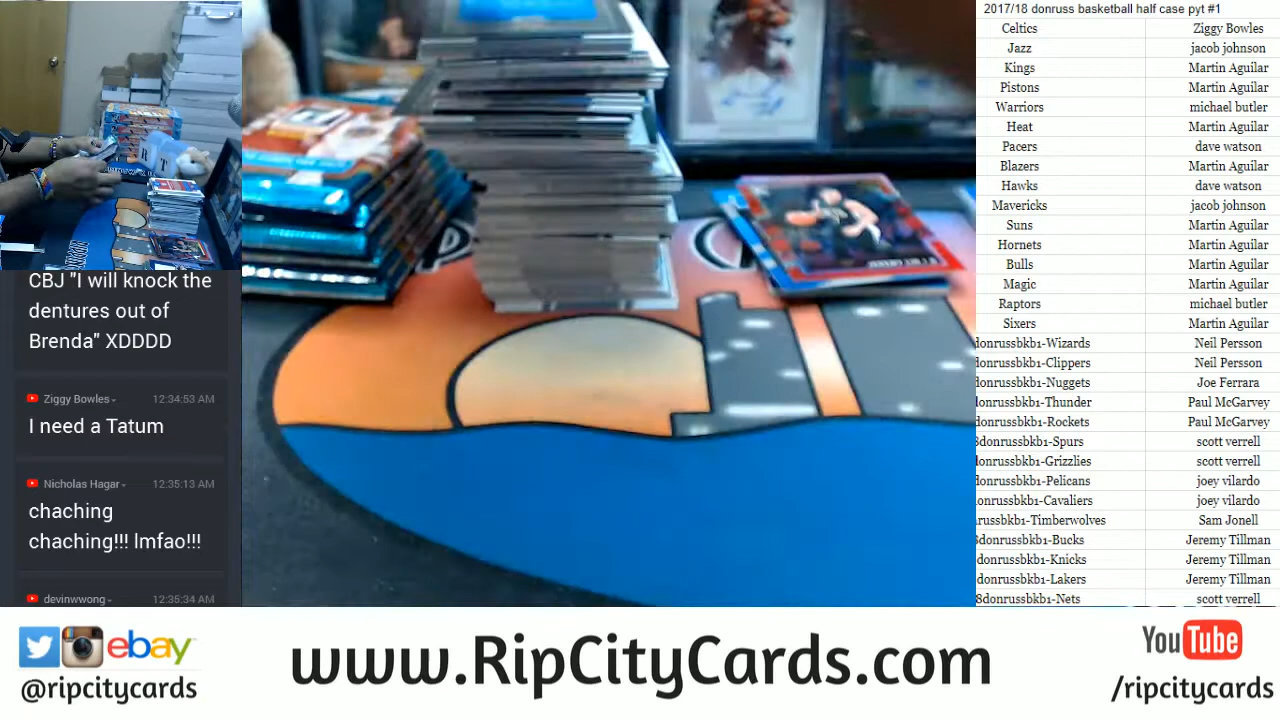 CBJ "I will knock the
dentures out of
Brenda" XDDDD
Ziggy Bowles 12:34:53 AM
I need a Tatum
Nicholas Hagar 12:35:13 AM
chaching
chaching!!! lmfao!!!
devinwwong 12:35:34 AM
2017/18 donruss basketball half case pyt #1
Celtics Ziggy Bowles
Jazz jacob johnson
Kings Martin Aguilar
Pistons Martin Aguilar
Warriors michael butler
Heat Martin Aguilar
Pacers dave watson
Blazers Martin Aguilar
Hawks dave watson
Mavericks jacob johnson
Suns Martin Aguilar
Hornets Martin Aguilar
Bulls Martin Aguilar
Magic Martin Aguilar
Raptors michael butler
Sixers Martin Aguilar
donrussbkb1-Wizards Neil Persson
donrussbkb1-Clippers Neil Persson
donrussbkb1-Nuggets Joe Ferrara
donrussbkb1-Thunder Paul McGarvey
donrussbkb1-Rockets Paul McGarvey
8donrussbkb1-Spurs scott verrell
donrussbkb1-Grizzlies scott verrell
donrussbkb1-Pelicans joey vilardo
donrussbkb1-Cavaliers joey vilardo
russbkb1-Timberwolves Sam Jonell
8donrussbkb1-Bucks Jeremy Tillman
donrussbkb1-Knicks Jeremy Tillman
donrussbkb1-Lakers Jeremy Tillman
8donrussbkb1-Nets scott verrell
ebay
@ripcitycards
www.RipCityCards.com
YouTube
/ripcitycards